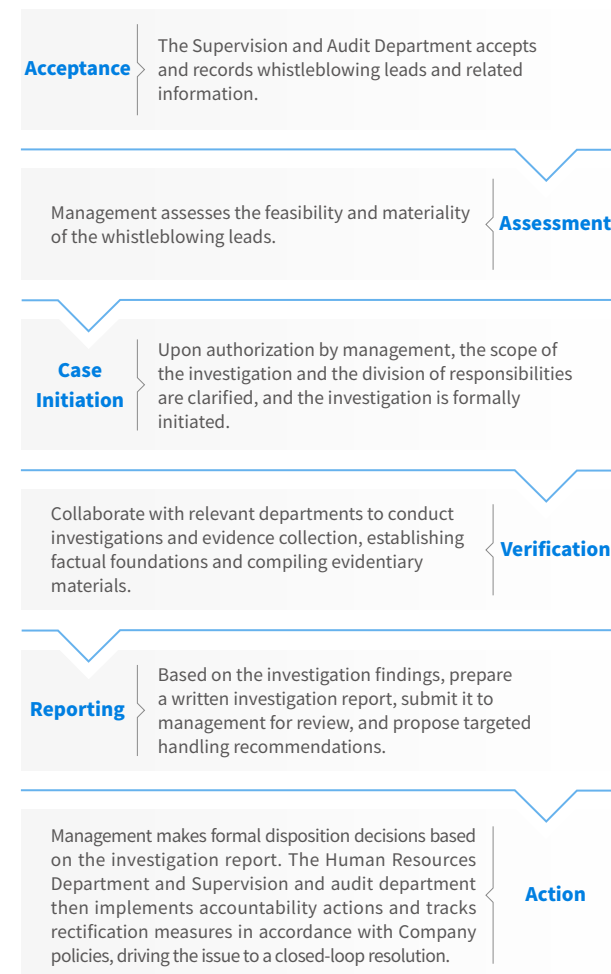 Acceptance
The Supervision and Audit Department accepts
and records whistleblowing leads and related
information.
Management assesses the feasibility and materiality
of the whistleblowing leads.
Assessment
Case
Initiation
Upon authorization by management, the scope of
the investigation and the division of responsibilities
are clarified, and the investigation is formally
initiated.
Collaborate with relevant departments to conduct
investigations and evidence collection, establishing
factual foundations and compiling evidentiary
materials.
Verification
Reporting
Based on the investigation findings, prepare
a written investigation report, submit it to
management for review, and propose targeted
handling recommendations.
Management makes formal disposition decisions based
on the investigation report. The Human Resources
Department and Supervision and audit department
then implements accountability actions and tracks
rectification measures in accordance with Company
policies, driving the issue to a closed-loop resolution.
Action